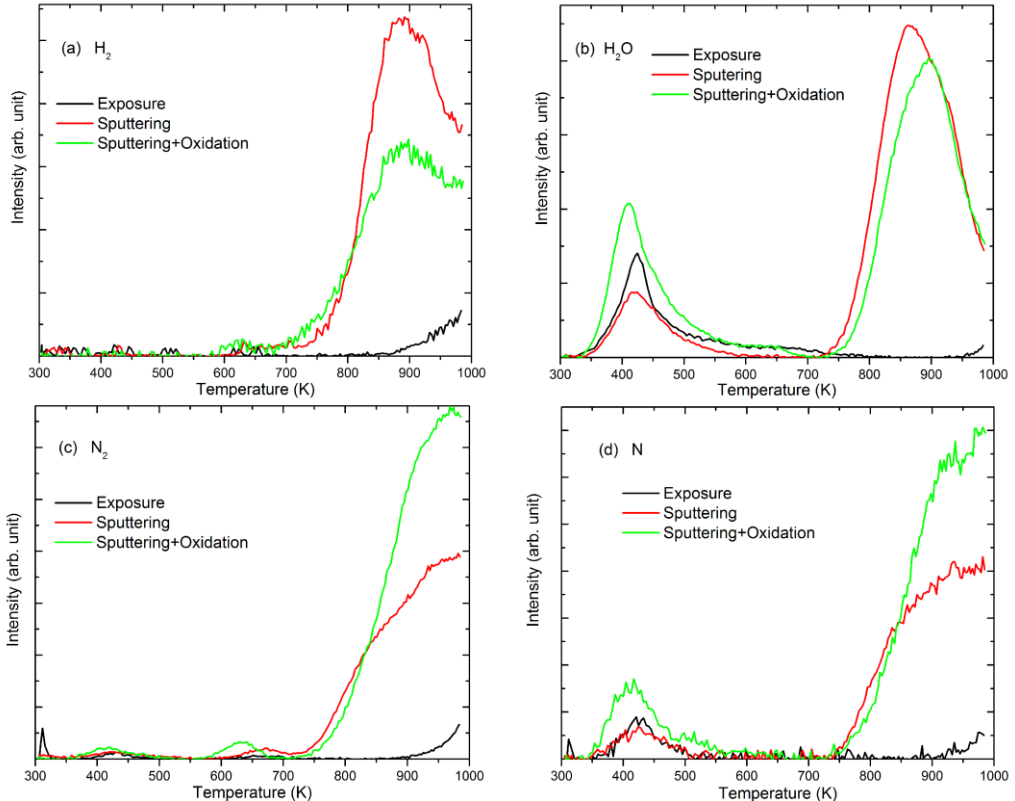 (a) H2
Exposure
Sputtering
Sputtering+Oxidation
Intensity (arb. unit)
300 400 500 600 700 800 900 1000
Temperature (K)
(b) H2O
Exposure
Sputering
Sputtering+Oxidation
Intensity (arb. unit)
300 400 500 600 700 800 900 1000
Temperature (K)
(c) N2
Exposure
Sputtering
Sputtering+Oxidation
Intensity (arb. unit)
300 400 500 600 700 800 900 1000
Temperature (K)
(d) N
Exposure
Sputtering
Sputtering+Oxidation
Intensity (arb. unit)
300 400 500 600 700 800 900 1000
Temperature (K)